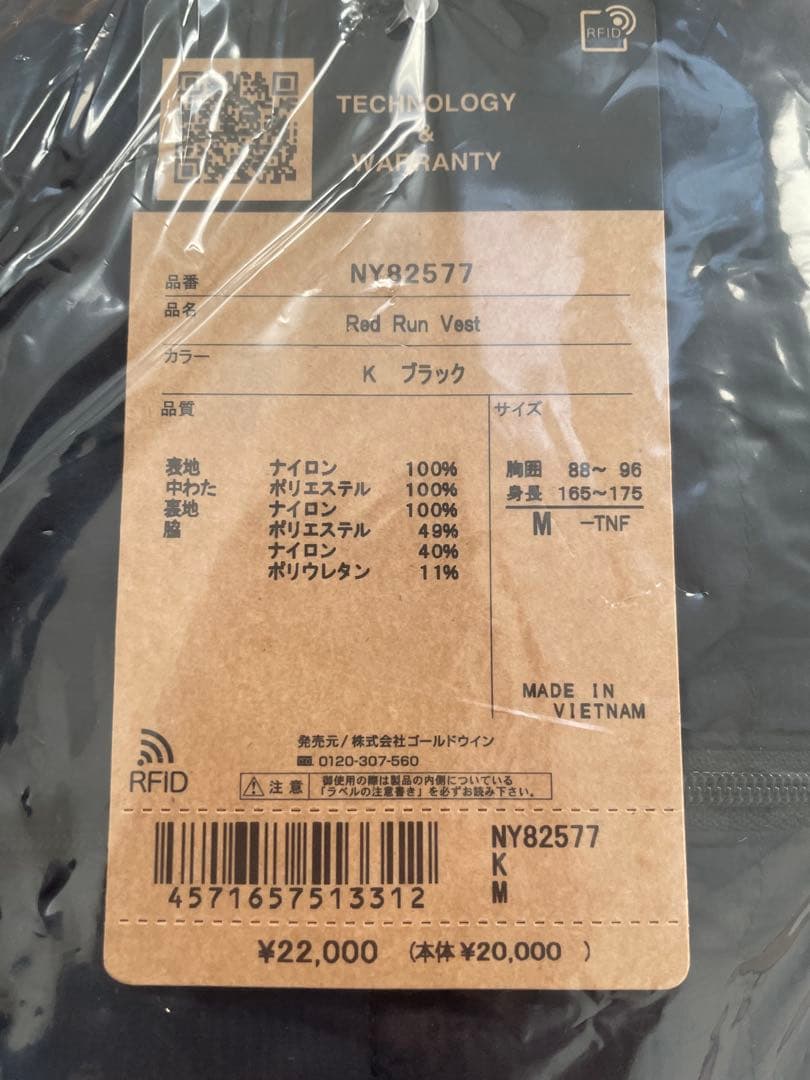 RFID
TECHNOLOGY
&
WARRANTY
品番 NY82577
品名 Red Run Vest
カラー K ブラック
品質 サイズ
表地 ナイロン 100%
中わた ポリエステル 100%
裏地 ナイロン 100%
脇 ポリエステル 49%
ナイロン 40%
ポリウレタン 11%
胸囲 88~ 96
身長 165~175
M -TNF
MADE IN
VIETNAM
発売元/株式会社ゴールドウイン
0120-307-560
RFID
注意 御使用の際は製品の内側についている
「ラベルの注意書き」を必ずお読み下さい。
4571657513312
NY82577
K
M
¥22,000 (本体¥20,000 )